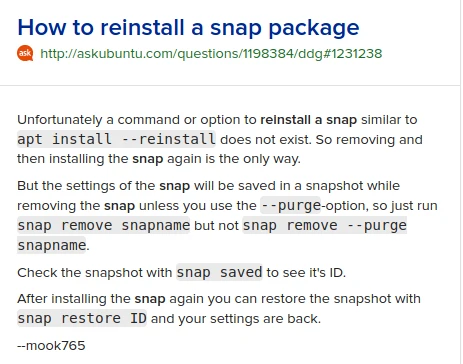 How to reinstall a snap package
ask http://askubuntu.com/questions/1198384/ddg#1231238
Unfortunately a command or option to reinstall a snap similar to
apt install --reinstall does not exist. So removing and
then installing the snap again is the only way.
But the settings of the snap will be saved in a snapshot while
removing the snap unless you use the --purge-option, so just run
snap remove snapname but not snap remove --purge
snapname.
Check the snapshot with snap saved to see it's ID.
After installing the snap again you can restore the snapshot with
snap restore ID and your settings are back.
--mook765